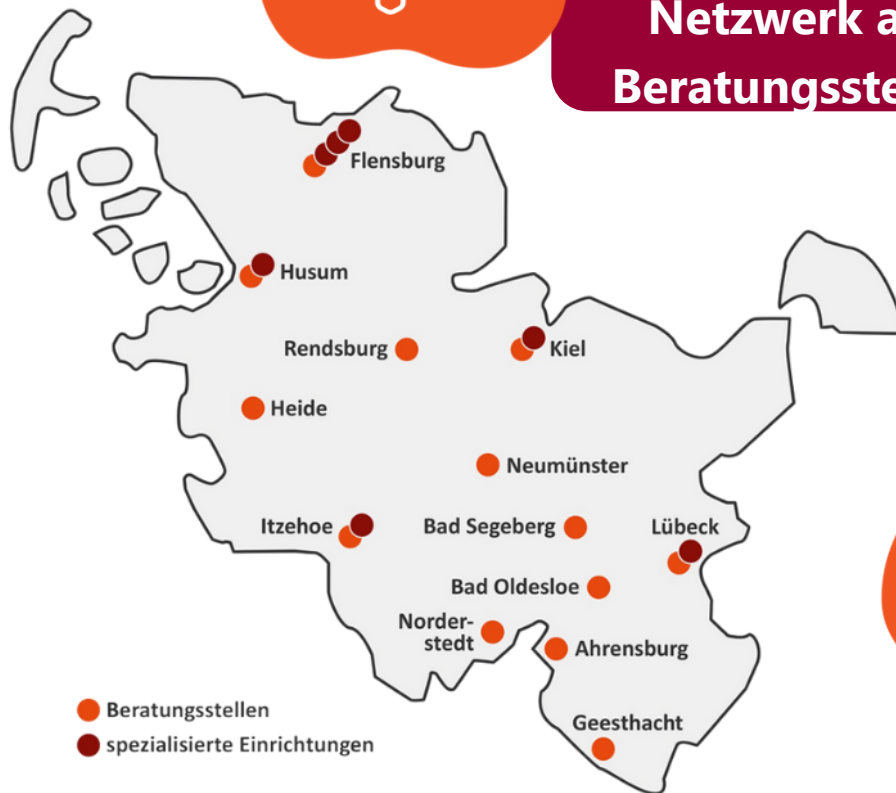 Netzwerk a
Beratungsste
Flensburg
Husum
Rendsburg
Kiel
Heide
Neumünster
Itzehoe
Bad Segeberg
Lübeck
Bad Oldesloe
Norder-
stedt
Ahrensburg
Geesthacht
Beratungsstellen
spezialisierte Einrichtungen